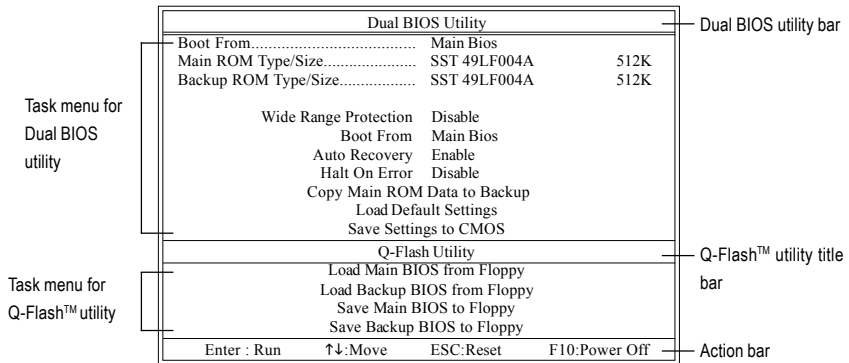 Dual BIOS Utility
Dual BIOS utility bar
Boot From.................................... Main Bios
Main ROM Type/Size.................... SST 49LF004A 512K
Backup ROM Type/Size................. SST 49LF004A 512K
Wide Range Protection Disable
Boot From Main Bios
Auto Recovery Enable
Halt On Error Disable
Copy Main ROM Data to Backup
Load Default Settings
Save Settings to CMOS
Task menu for
Dual BIOS
utility
Q-Flash Utility
Q-Flash™ utility title
bar
Load Main BIOS from Floppy
Load Backup BIOS from Floppy
Save Main BIOS to Floppy
Save Backup BIOS to Floppy
Task menu for
Q-Flash™ utility
Enter : Run ↑↓:Move ESC:Reset F10:Power Off
Action bar